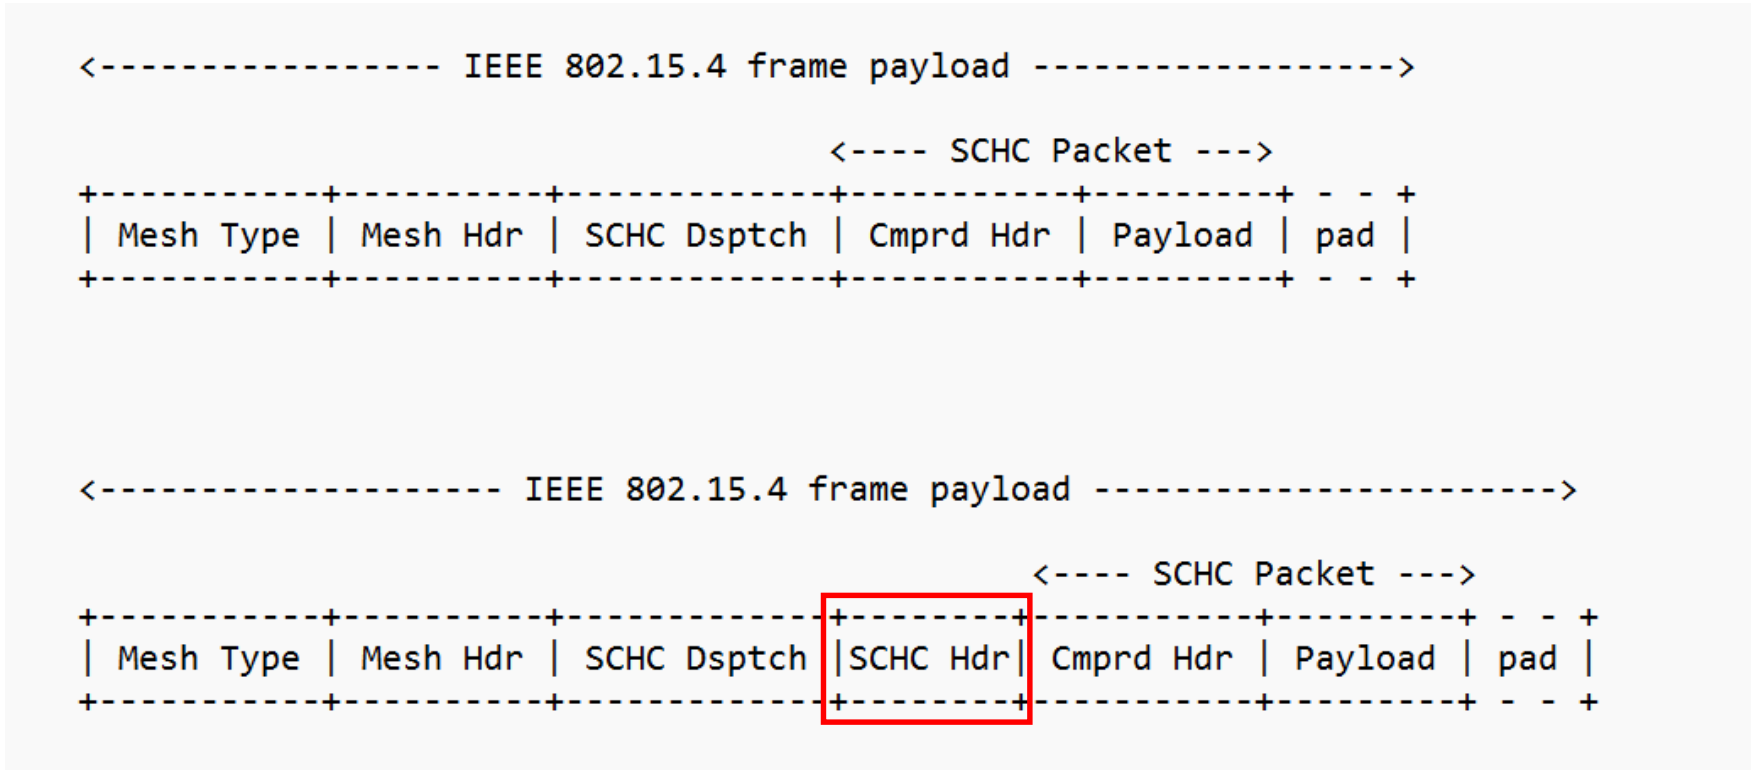 <----------------- IEEE 802.15.4 frame payload ------------------>
<---- SCHC Packet --->
+-----------+----------+-------------+-----------+---------+ - - +
| Mesh Type | Mesh Hdr | SCHC Dsptch | Cmprd Hdr | Payload | pad |
+-----------+----------+-------------+-----------+---------+ - - +
<-------------------- IEEE 802.15.4 frame payload ----------------------->
<---- SCHC Packet --->
+-----------+----------+-------------+--------+-----------+---------+ - - +
| Mesh Type | Mesh Hdr | SCHC Dsptch |SCHC Hdr| Cmprd Hdr | Payload | pad |
+-----------+----------+-------------+--------+-----------+---------+ - - +